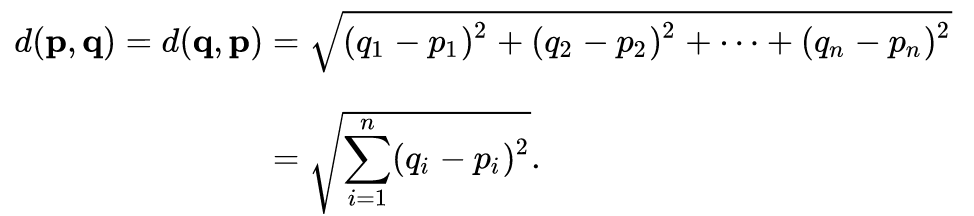 d(𝐩, 𝐪) = d(𝐪, 𝐩) = √((q₁ − p₁)² + (q₂ − p₂)² + ⋯ + (qₙ − pₙ)²)
= √(∑ᵢ₌₁ⁿ (qᵢ − pᵢ)²).